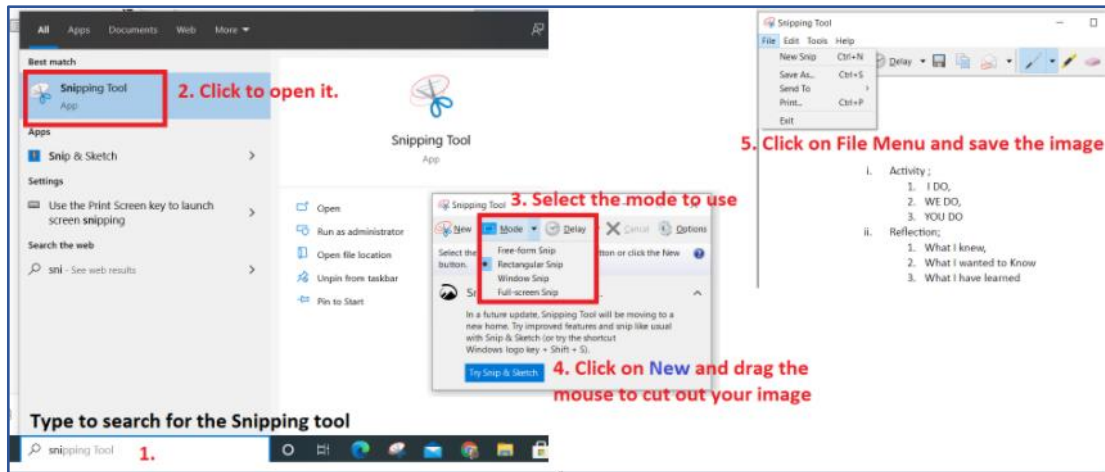 All Apps Documents Web More
Best match
Snipping Tool
App
2. Click to open it.
Apps
Snip & Sketch
Settings
Use the Print Screen key to launch
screen snipping
Search the web
sni - See web results
Snipping Tool
App
Open
Run as administrator
Open file location
Unpin from taskbar
Pin to Start
Type to search for the Snipping tool
snipping Tool
1.
3. Select the mode to use
Snipping Tool
New Mode Delay Cancel Options
Free-form Snip
Rectangular Snip
Window Snip
Full-screen Snip
Select the
tton or click the New
button.
In a future update, Snipping Tool will be moving to a
new home. Try improved features and snip like usual
with Snip & Sketch (or try the shortcut
Windows logo key + Shift + S).
Try Snip & Sketch
4. Click on New and drag the
mouse to cut out your image
Snipping Tool
File Edit Tools Help
New Snip Ctrl+N
Delay
Save As... Ctrl+S
Send To
Print... Ctrl+P
Exit
5. Click on File Menu and save the image
i. Activity ;
1. I DO,
2. WE DO,
3. YOU DO
ii. Reflection;
1. What I knew,
2. What I wanted to Know
3. What I have learned